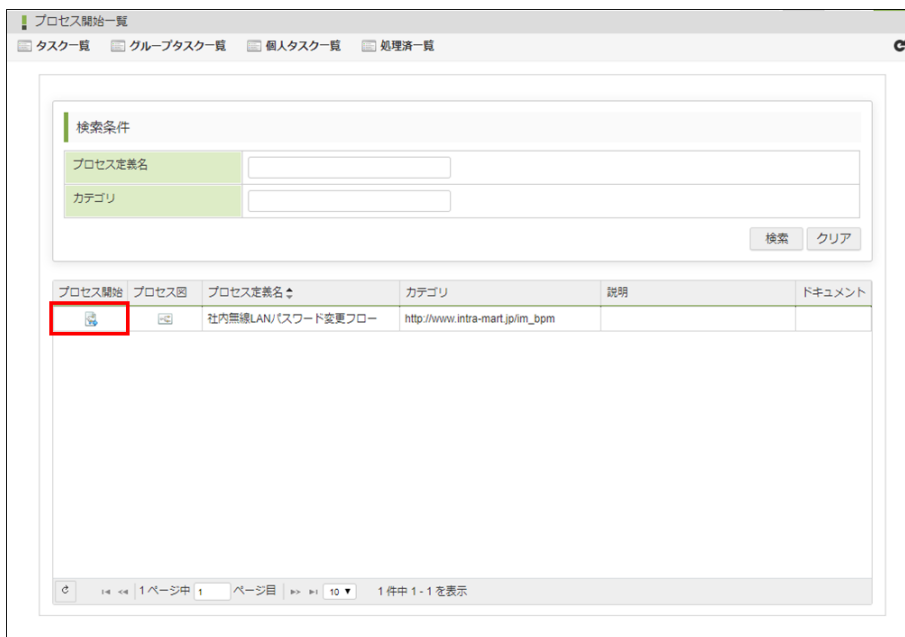 プロセス開始一覧
タスク一覧 グループタスク一覧 個人タスク一覧 処理済一覧
検索条件
プロセス定義名
カテゴリ
検索 クリア
プロセス開始 プロセス図 プロセス定義名 カテゴリ 説明 ドキュメント
社内無線LANパスワード変更フロー http://www.intra-mart.jp/im_bpm
1 ページ中 1 ページ目 10 1 件中 1 - 1 を表示